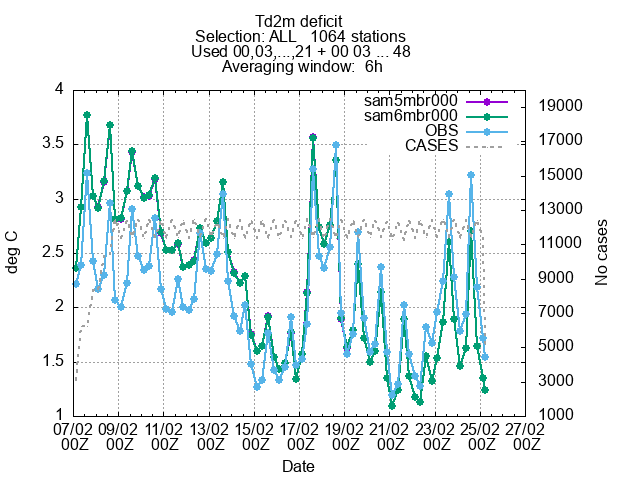 Td2m deficit
Selection: ALL   1064 stations
Used 00,03,...,21 + 00 03 ... 48
Averaging window:  6h
sam5mbr000
sam6mbr000
OBS
CASES
4
3.5
3
2.5
2
1.5
1
deg C
19000
17000
15000
13000
11000
9000
7000
5000
3000
1000
No cases
07/02 09/02 11/02 13/02 15/02 17/02 19/02 21/02 23/02 25/02 27/02
00Z 00Z 00Z 00Z 00Z 00Z 00Z 00Z 00Z 00Z 00Z
Date